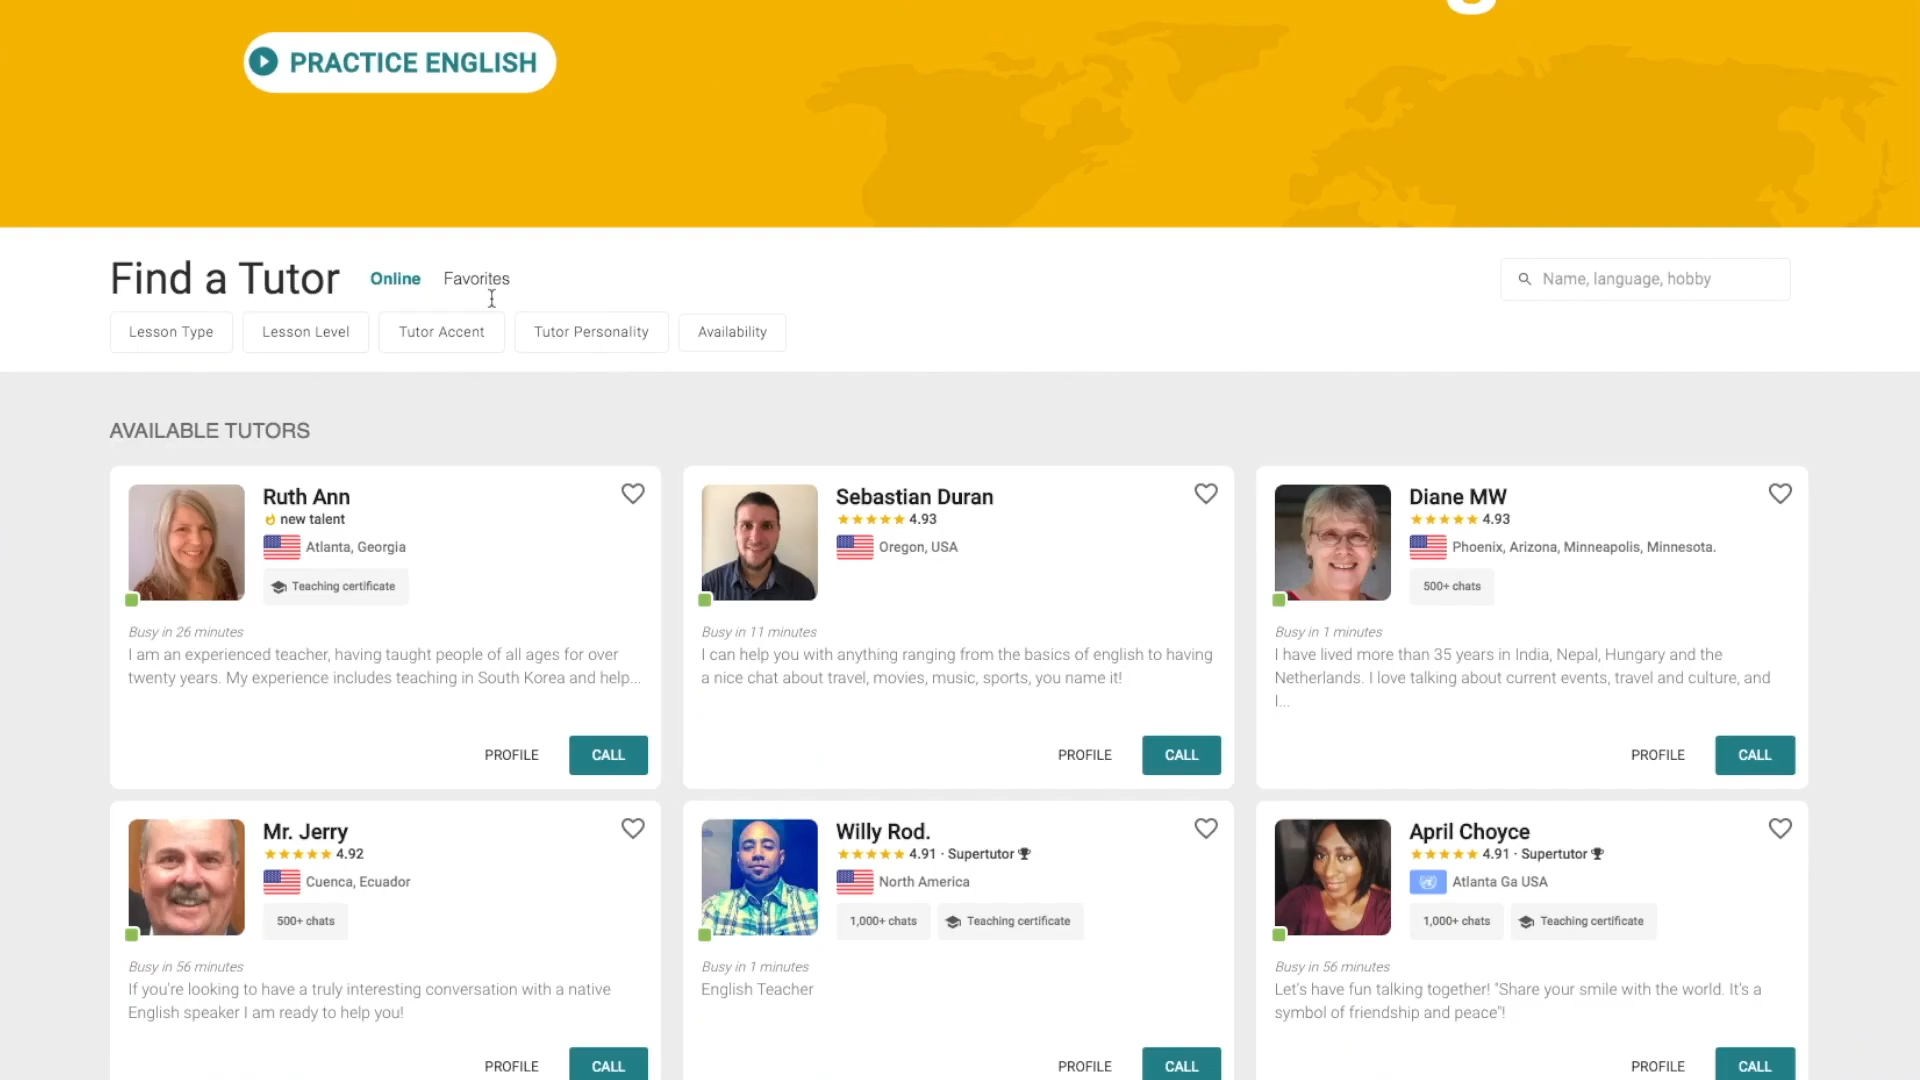 PRACTICE ENGLISH
Find a Tutor
Online
Favorites
Name, language, hobby
Lesson Type
Lesson Level
Tutor Accent
Tutor Personality
Availability
AVAILABLE TUTORS
Ruth Ann
new talent
Atlanta, Georgia
Teaching certificate
Busy in 26 minutes
I am an experienced teacher, having taught people of all ages for over
twenty years. My experience includes teaching in South Korea and help...
PROFILE
CALL
Sebastian Duran
4.93
Oregon, USA
Busy in 11 minutes
I can help you with anything ranging from the basics of english to having
a nice chat about travel, movies, music, sports, you name it!
PROFILE
CALL
Diane MW
4.93
Phoenix, Arizona, Minneapolis, Minnesota.
500+ chats
Busy in 1 minutes
I have lived more than 35 years in India, Nepal, Hungary and the
Netherlands. I love talking about current events, travel and culture, and
I...
PROFILE
CALL
Mr. Jerry
4.92
Cuenca, Ecuador
500+ chats
Busy in 56 minutes
If you're looking to have a truly interesting conversation with a native
English speaker I am ready to help you!
PROFILE
CALL
Willy Rod.
4.91 · Supertutor
North America
1,000+ chats
Teaching certificate
Busy in 1 minutes
English Teacher
PROFILE
CALL
April Choyce
4.91 · Supertutor
Atlanta Ga USA
1,000+ chats
Teaching certificate
Busy in 56 minutes
Let's have fun talking together! "Share your smile with the world. It's a
symbol of friendship and peace"!
PROFILE
CALL